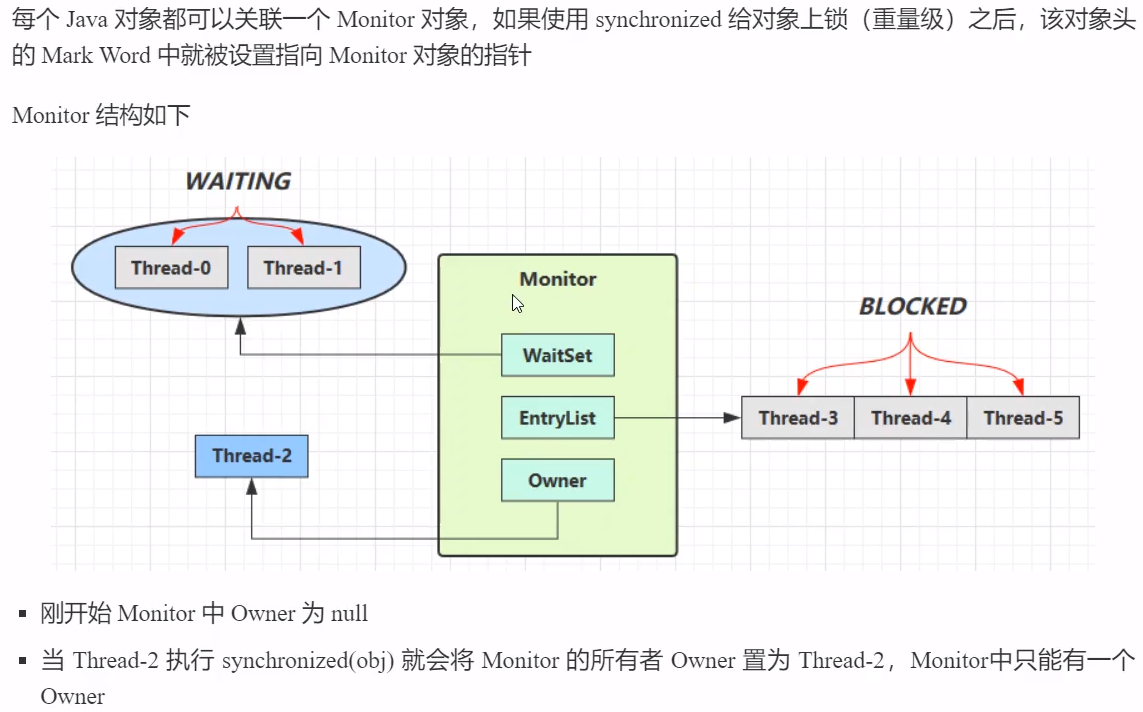 每个 Java 对象都可以关联一个 Monitor 对象，如果使用 synchronized 给对象上锁（重量级）之后，该对象头
的 Mark Word 中就被设置指向 Monitor 对象的指针
Monitor 结构如下
WAITING
Thread-0 Thread-1
Monitor
WaitSet
EntryList
Owner
Thread-2
BLOCKED
Thread-3 Thread-4 Thread-5
刚开始 Monitor 中 Owner 为 null
当 Thread-2 执行 synchronized(obj) 就会将 Monitor 的所有者 Owner 置为 Thread-2，Monitor中只能有一个
Owner